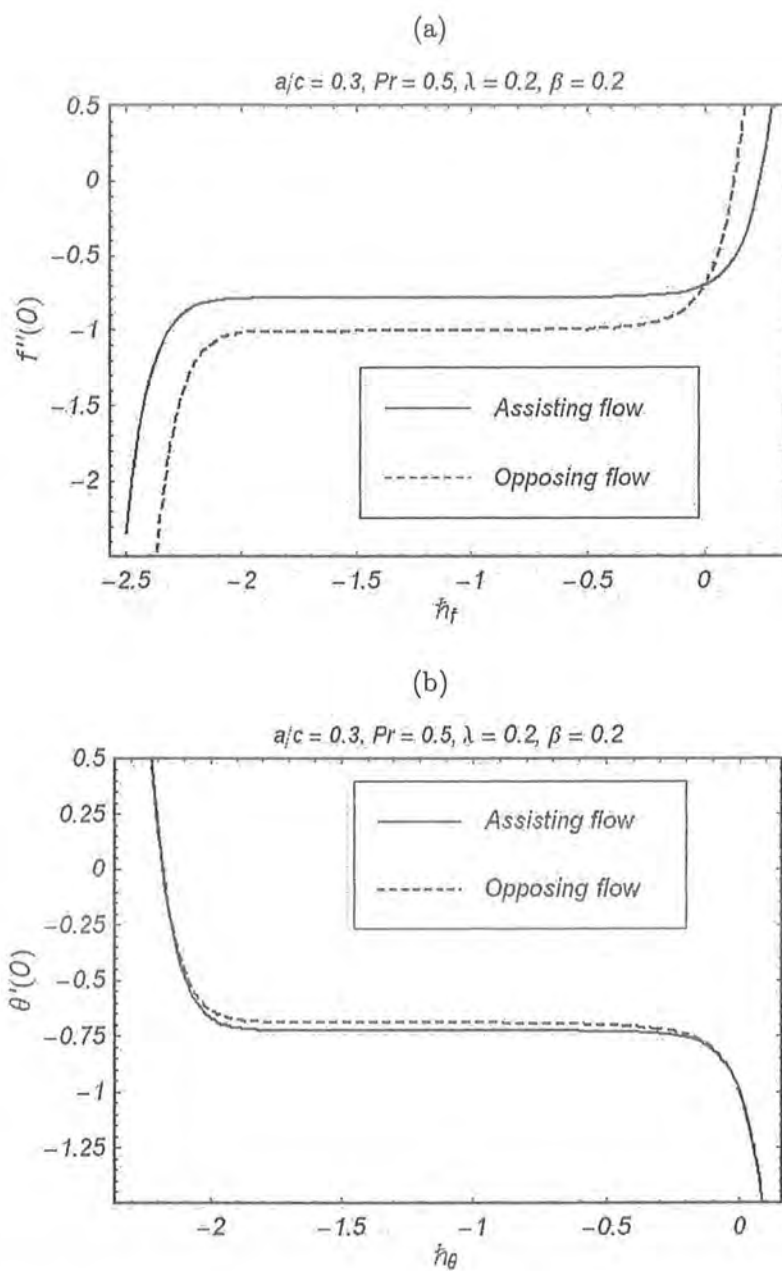 (a)
a/c = 0.3, Pr = 0.5, λ = 0.2, β = 0.2
0.5
0
−0.5
−1
−1.5
−2
f''(0)
Assisting flow
Opposing flow
−2.5 −2 −1.5 −1 −0.5 0
ℏf
(b)
a/c = 0.3, Pr = 0.5, λ = 0.2, β = 0.2
0.5
0.25
0
−0.25
−0.5
−0.75
−1
−1.25
θ'(0)
Assisting flow
Opposing flow
−2 −1.5 −1 −0.5 0
ℏθ